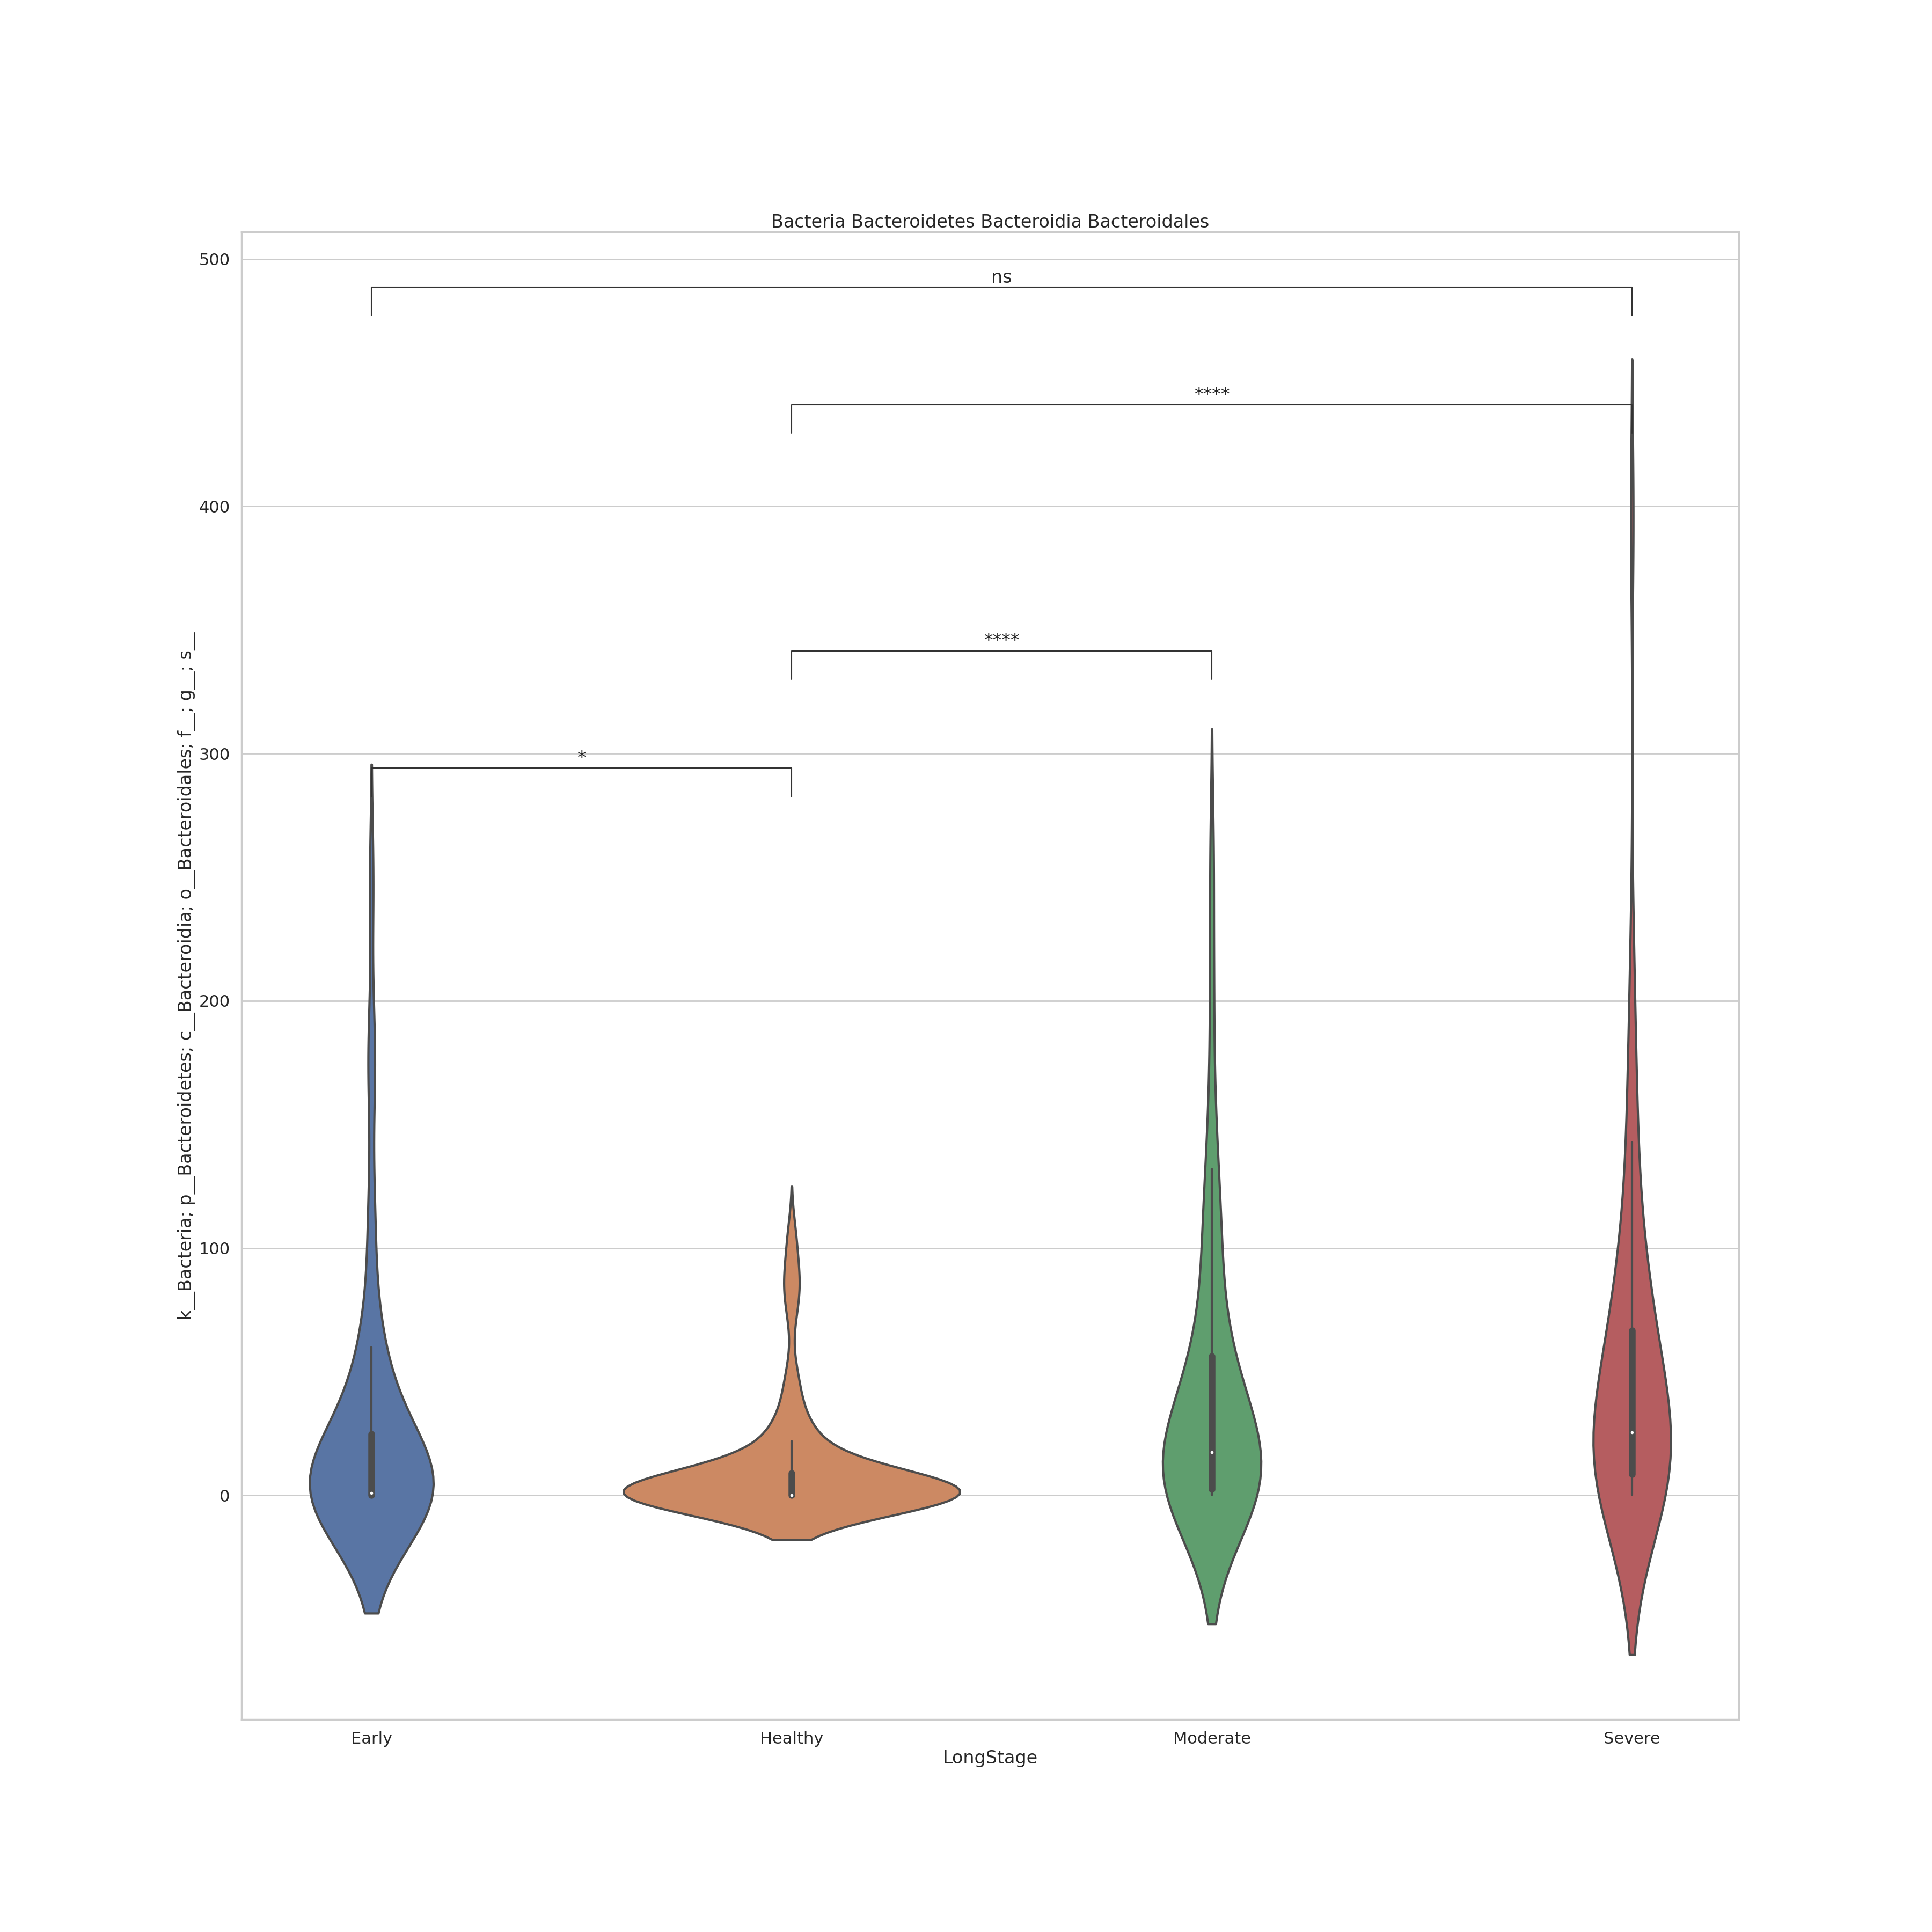 Bacteria Bacteroidetes Bacteroidia Bacteroidales
500
ns
****
400
****
300
*
200
100
0
k__Bacteria; p__Bacteroidetes; c__Bacteroidia; o__Bacteroidales; f__; g__; s__
Early Healthy Moderate Severe
LongStage